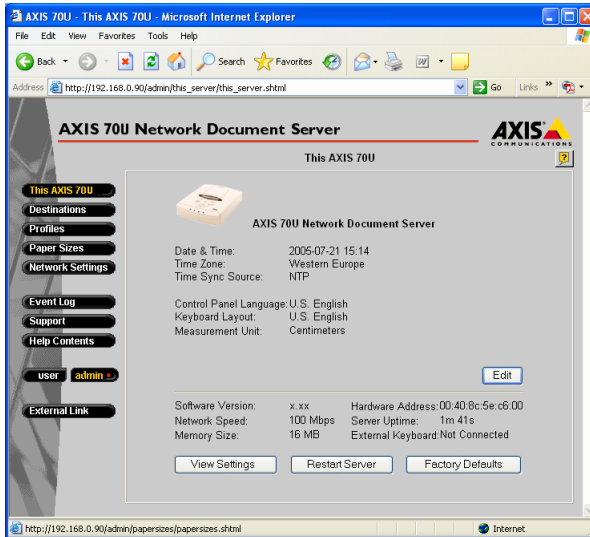 AXIS 70U - This AXIS 70U - Microsoft Internet Explorer
File Edit View Favorites Tools Help
Back Search Favorites
Address http://192.168.0.90/admin/this_server/this_server.shtml Go Links »
AXIS 70U Network Document Server
AXIS
COMMUNICATIONS
This AXIS 70U
?
This AXIS 70U
Destinations
Profiles
Paper Sizes
Network Settings
Event Log
Support
Help Contents
user admin
External Link
AXIS 70U Network Document Server
Date & Time: 2005-07-21 15:14
Time Zone: Western Europe
Time Sync Source: NTP
Control Panel Language: U.S. English
Keyboard Layout: U.S. English
Measurement Unit: Centimeters
Edit
Software Version: x.xx Hardware Address: 00:40:8c:5e:c6:00
Network Speed: 100 Mbps Server Uptime: 1m 41s
Memory Size: 16 MB External Keyboard: Not Connected
View Settings Restart Server Factory Defaults
http://192.168.0.90/admin/papersizes/papersizes.shtml Internet